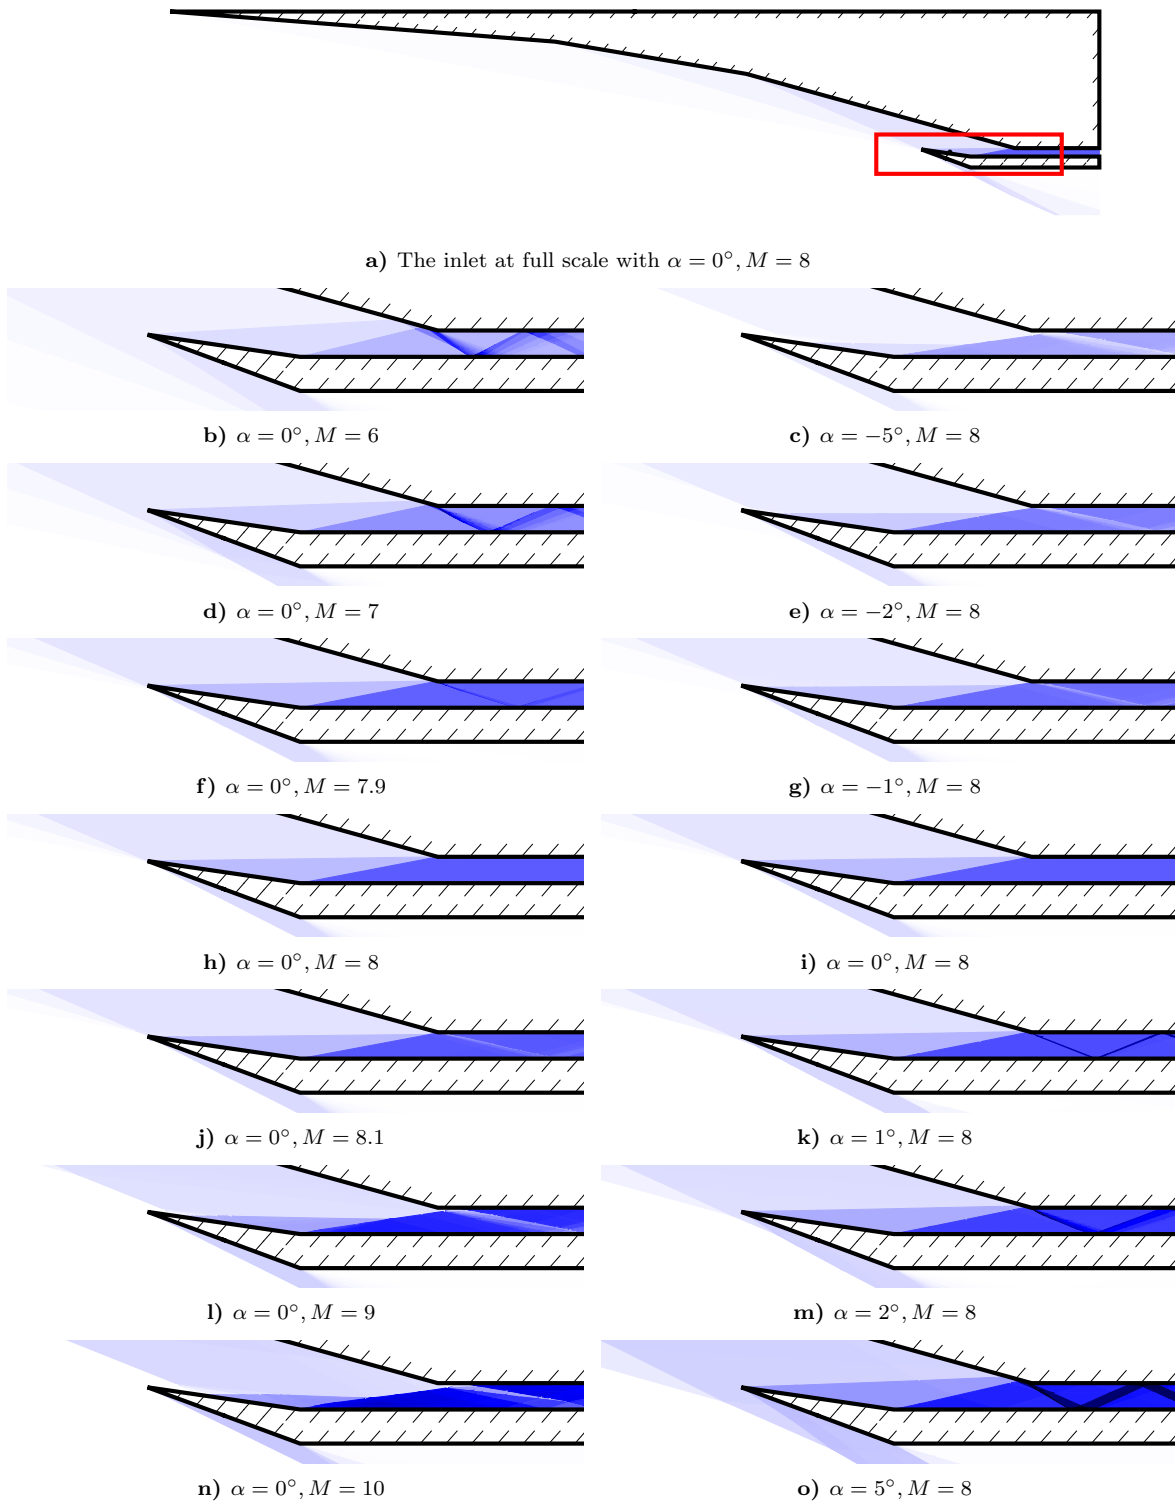 a) The inlet at full scale with α = 0°, M = 8
b) α = 0°, M = 6
c) α = −5°, M = 8
d) α = 0°, M = 7
e) α = −2°, M = 8
f) α = 0°, M = 7.9
g) α = −1°, M = 8
h) α = 0°, M = 8
i) α = 0°, M = 8
j) α = 0°, M = 8.1
k) α = 1°, M = 8
l) α = 0°, M = 9
m) α = 2°, M = 8
n) α = 0°, M = 10
o) α = 5°, M = 8